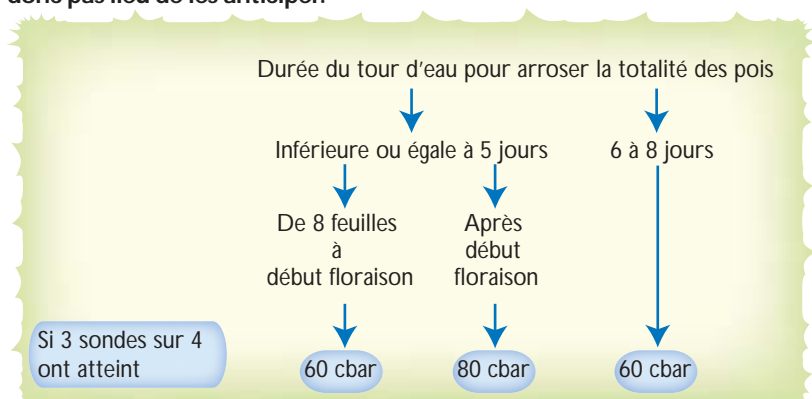 donc pas lieu de les anticiper.
Durée du tour d'eau pour arroser la totalité des pois
Inférieure ou égale à 5 jours
6 à 8 jours
De 8 feuilles
à
début floraison
Après
début
floraison
Si 3 sondes sur 4
ont atteint
60 cbar
80 cbar
60 cbar